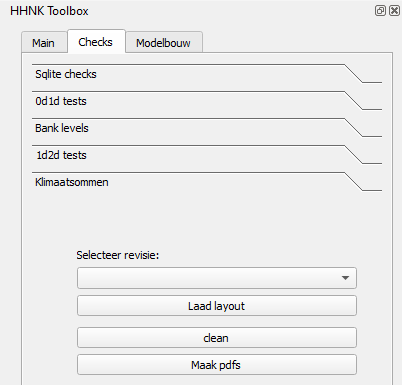 HHNK Toolbox
Main Checks Modelbouw
Sqlite checks
0d1d tests
Bank levels
1d2d tests
Klimaatsommen
Selecteer revisie:
Laad layout
clean
Maak pdfs